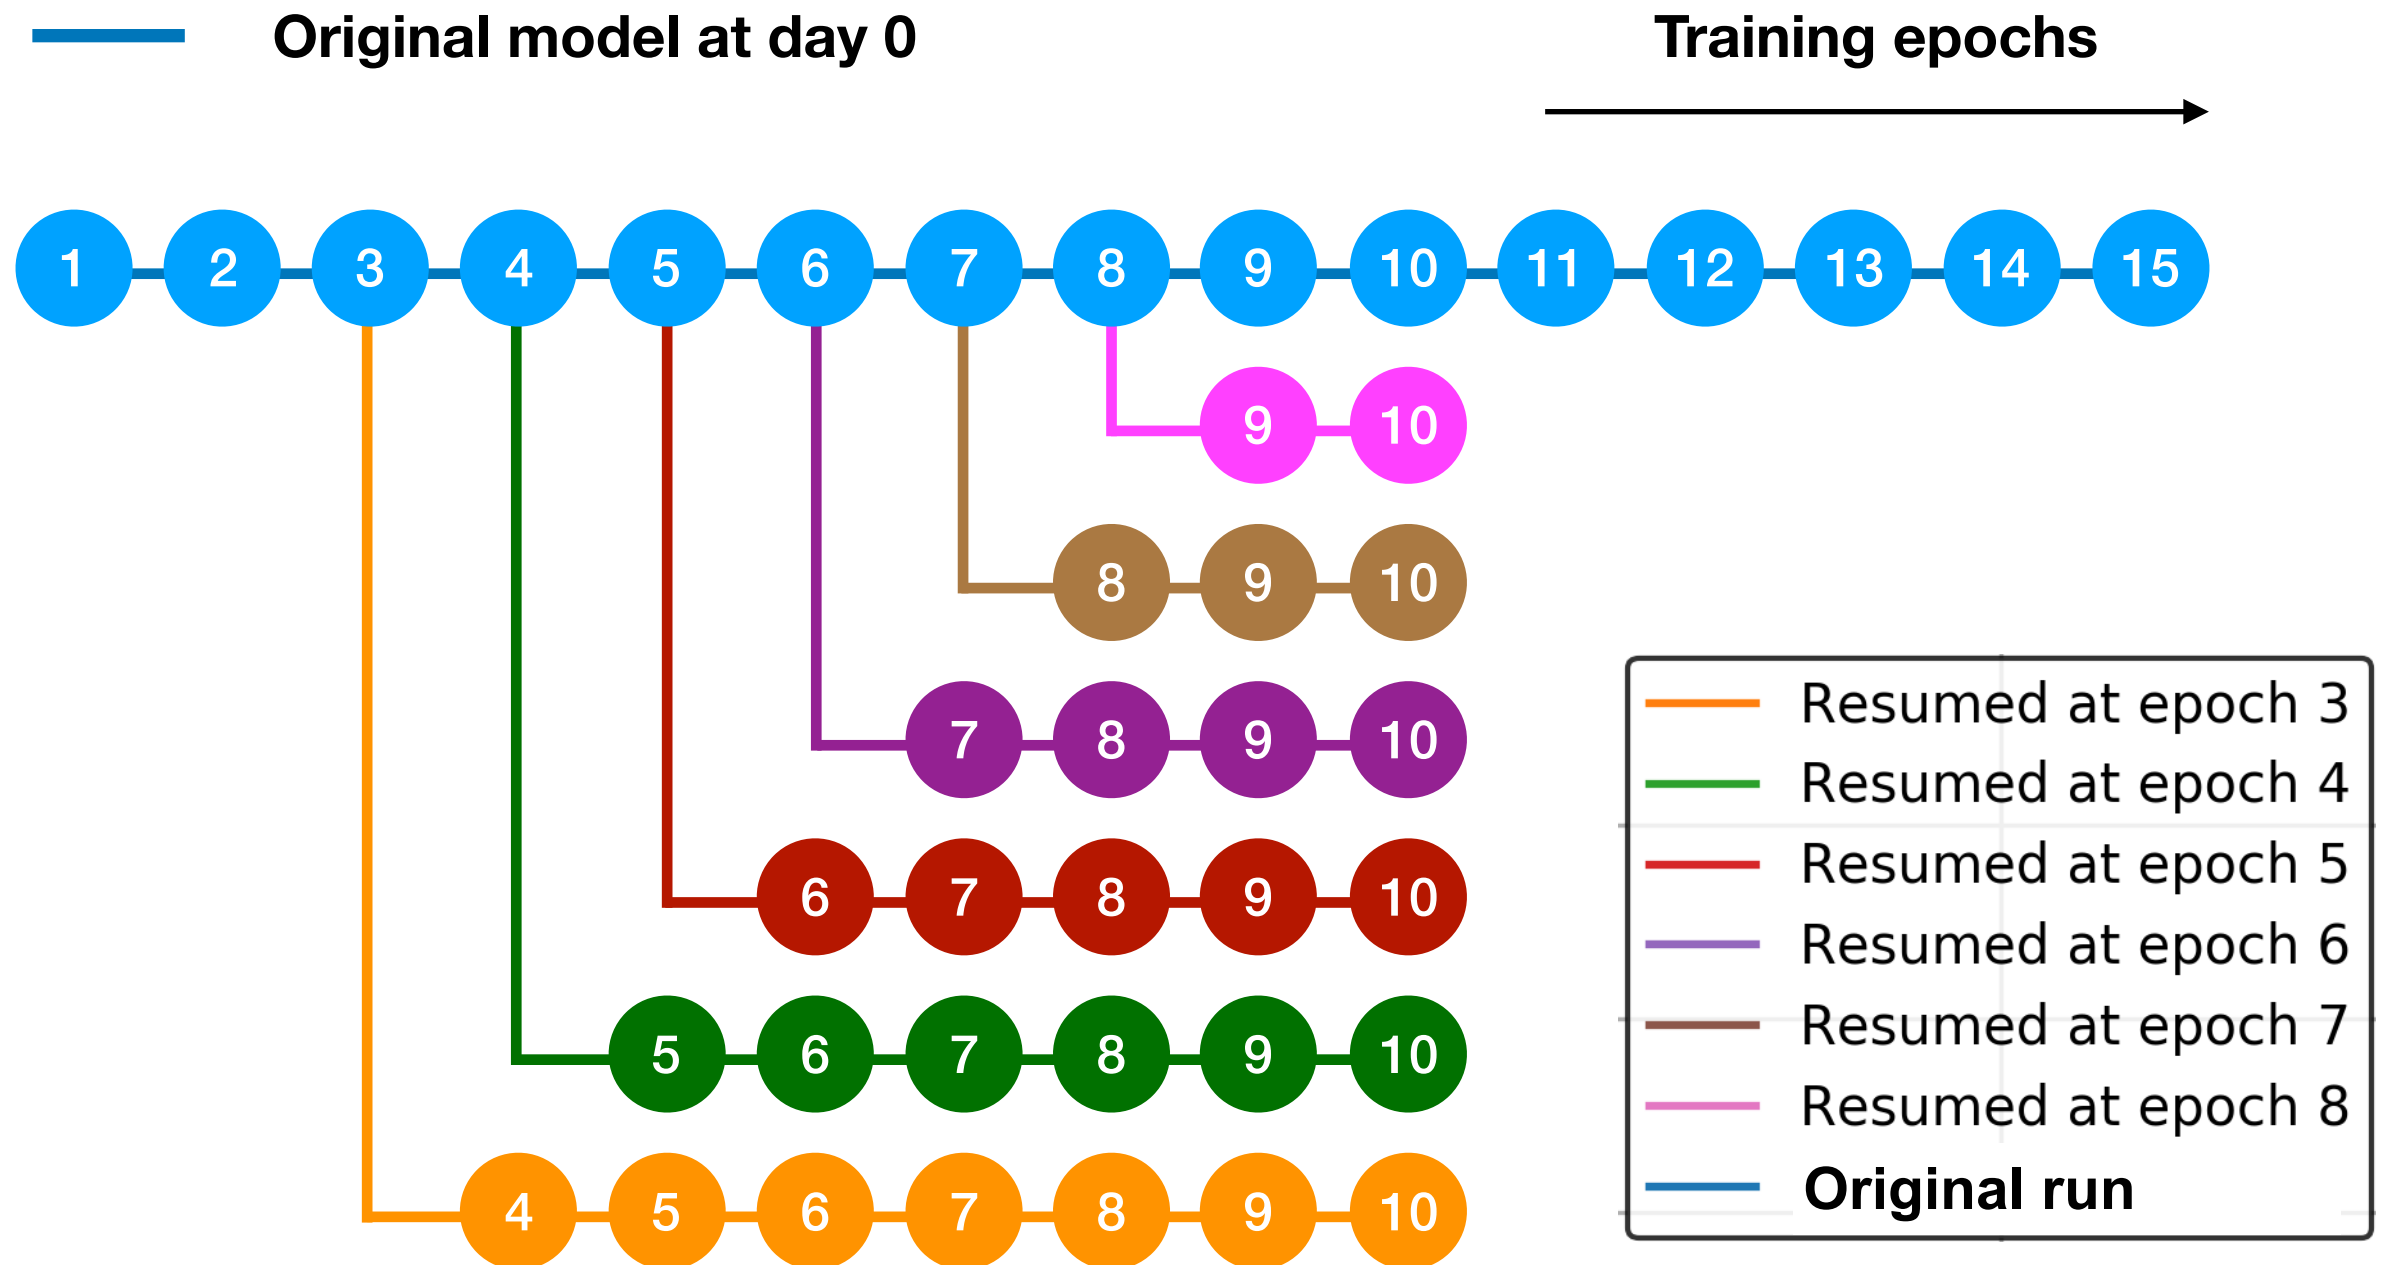 Original model at day 0
Training epochs
1 2 3 4 5 6 7 8 9 10 11 12 13 14 15
9 10
8 9 10
7 8 9 10
6 7 8 9 10
5 6 7 8 9 10
4 5 6 7 8 9 10
Resumed at epoch 3
Resumed at epoch 4
Resumed at epoch 5
Resumed at epoch 6
Resumed at epoch 7
Resumed at epoch 8
Original run